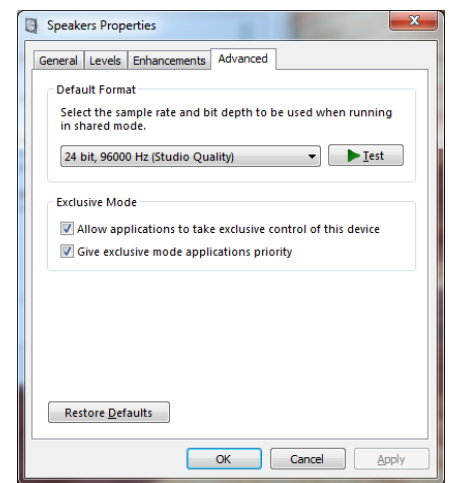 Speakers Properties
General Levels Enhancements Advanced
Default Format
Select the sample rate and bit depth to be used when running
in shared mode.
24 bit, 96000 Hz (Studio Quality) Test
Exclusive Mode
Allow applications to take exclusive control of this device
Give exclusive mode applications priority
Restore Defaults
OK Cancel Apply